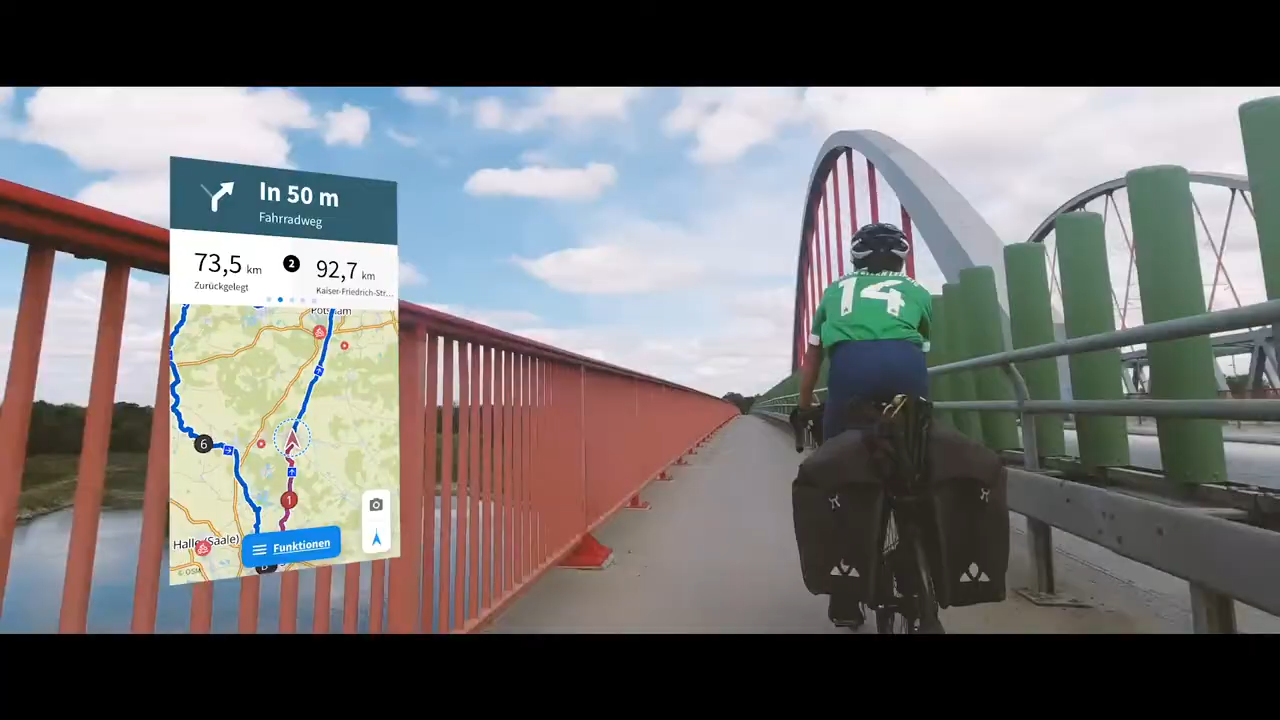 In 50 m
Fahrradweg
73,5 km
2
92,7 km
Zurückgelegt
Kaiser-Friedrich-Str...
Potsdam
6
1
Halle (Saale)
Funktionen
© OSM
14